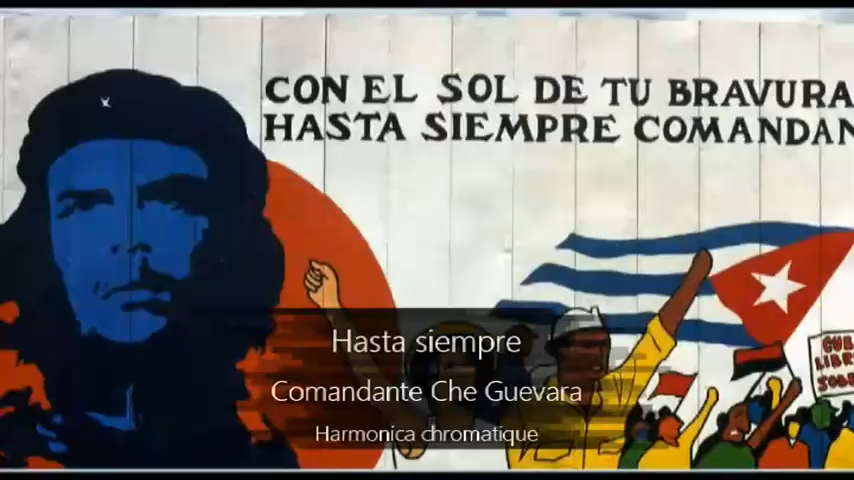 CON EL SOL DE TU BRAVURA
HASTA SIEMPRE COMANDAN
Hasta siempre
Comandante Che Guevara
Harmonica chromatique